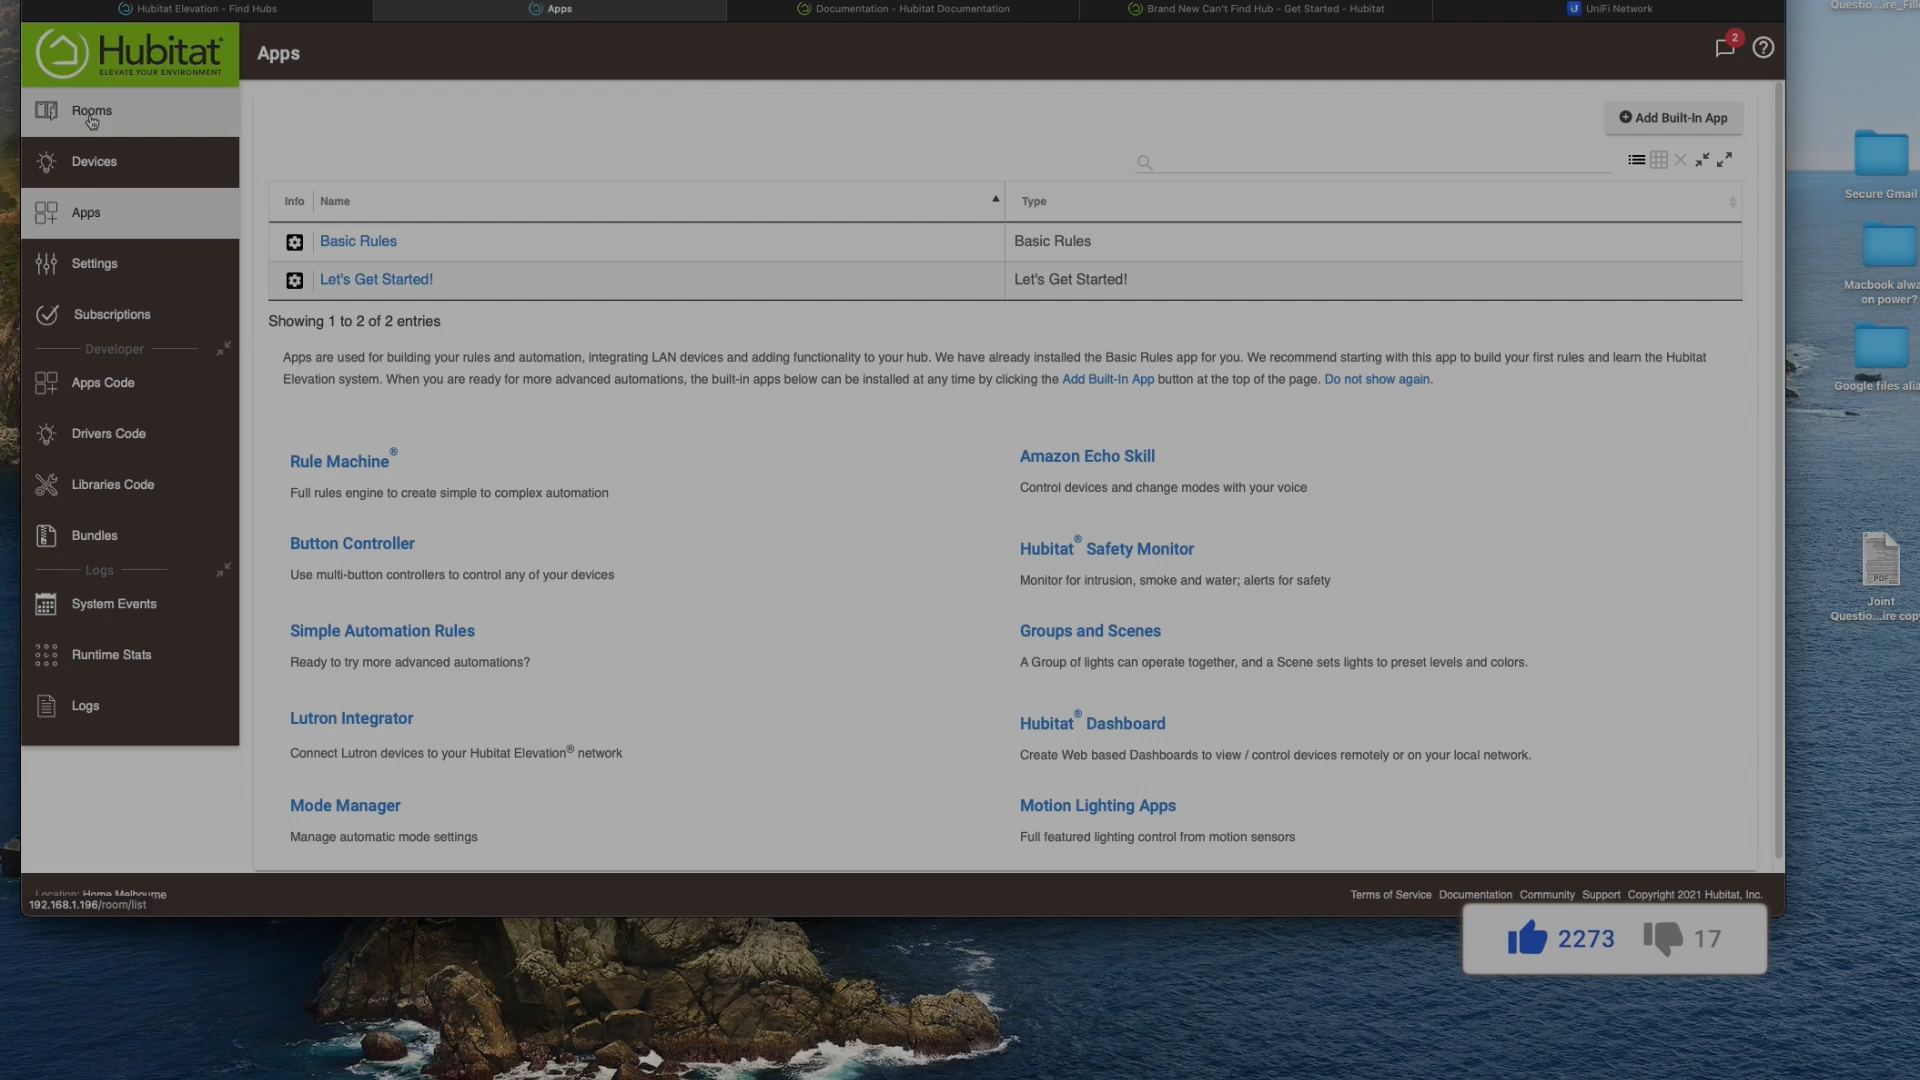 Hubitat Elevation - Find Hubs
Apps
Documentation - Hubitat Documentation
Brand New Can't Find Hub - Get Started - Hubitat
UniFi Network
Questio...ire_Fill
Hubitat®
ELEVATE YOUR ENVIRONMENT
Apps
2
Rooms
Devices
Apps
Settings
Subscriptions
Developer
Apps Code
Drivers Code
Libraries Code
Bundles
Logs
System Events
Runtime Stats
Logs
Add Built-In App
Info Name Type
Basic Rules Basic Rules
Let's Get Started! Let's Get Started!
Showing 1 to 2 of 2 entries
Apps are used for building your rules and automation, integrating LAN devices and adding functionality to your hub. We have already installed the Basic Rules app for you. We recommend starting with this app to build your first rules and learn the Hubitat
Elevation system. When you are ready for more advanced automations, the built-in apps below can be installed at any time by clicking the Add Built-In App button at the top of the page. Do not show again.
Rule Machine®
Full rules engine to create simple to complex automation
Amazon Echo Skill
Control devices and change modes with your voice
Button Controller
Use multi-button controllers to control any of your devices
Hubitat® Safety Monitor
Monitor for intrusion, smoke and water; alerts for safety
Simple Automation Rules
Ready to try more advanced automations?
Groups and Scenes
A Group of lights can operate together, and a Scene sets lights to preset levels and colors.
Lutron Integrator
Connect Lutron devices to your Hubitat Elevation® network
Hubitat® Dashboard
Create Web based Dashboards to view / control devices remotely or on your local network.
Mode Manager
Manage automatic mode settings
Motion Lighting Apps
Full featured lighting control from motion sensors
Location: Home Melbourne
192.168.1.196/room/list
Terms of Service Documentation Community Support Copyright 2021 Hubitat, Inc.
2273 17
Secure Gmail
Macbook alwa
on power?
Google files alia
PDF
Joint
Questio...ire copy